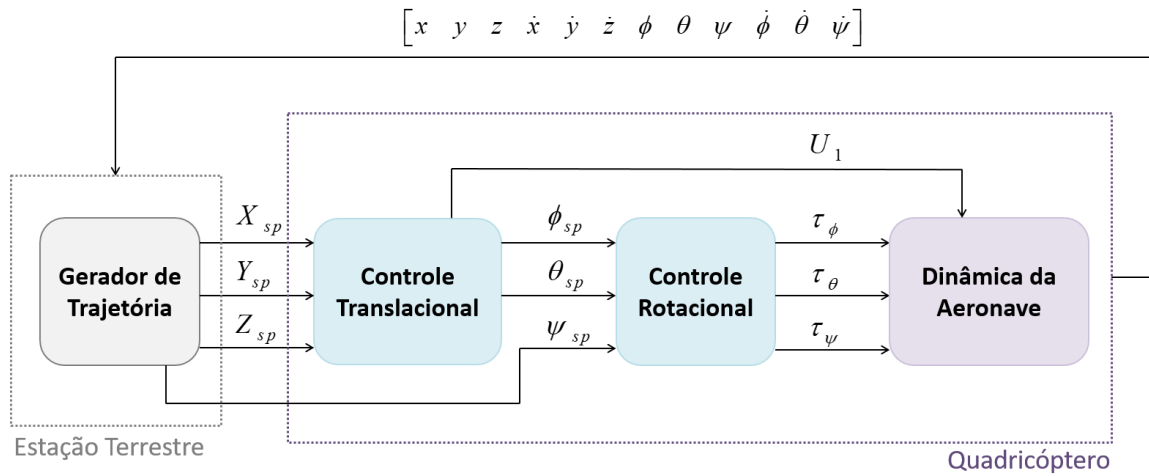 [x y z ẋ ẏ ż ϕ θ ψ ϕ̇ θ̇ ψ̇]
U₁
X_sp
ϕ_sp
τ_ϕ
Gerador de
Trajetória
Y_sp
Controle
Translacional
θ_sp
Controle
Rotacional
τ_θ
Dinâmica da
Aeronave
Z_sp
ψ_sp
τ_ψ
Estação Terrestre
Quadricóptero